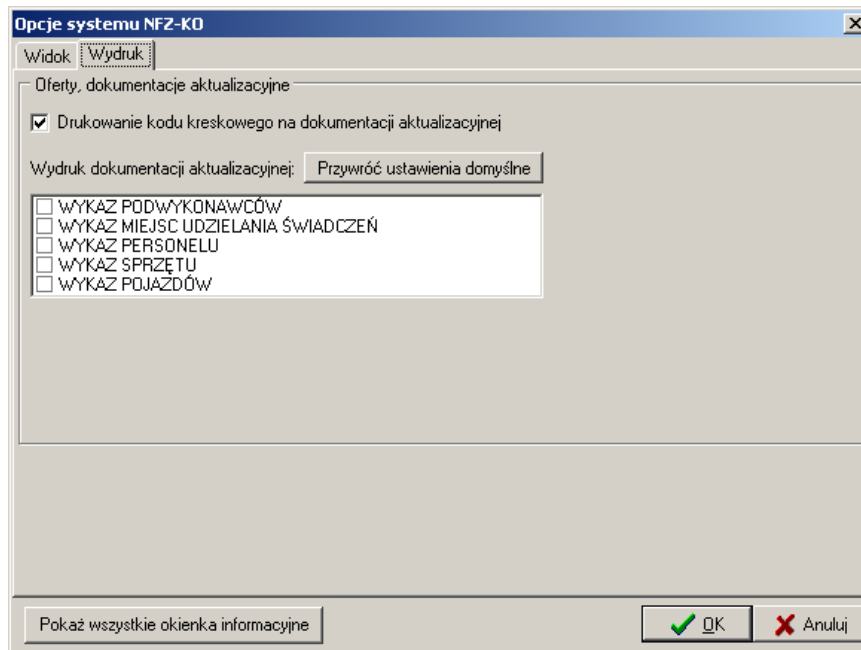 Opcje systemu NFZ-KO
Widok Wydruk
Oferty, dokumentacje aktualizacyjne
Drukowanie kodu kreskowego na dokumentacji aktualizacyjnej
Wydruk dokumentacji aktualizacyjnej: Przywróć ustawienia domyślne
WYKAZ PODWYKONAWCÓW
WYKAZ MIEJSC UDZIELANIA ŚWIADCZEŃ
WYKAZ PERSONELU
WYKAZ SPRZĘTU
WYKAZ POJAZDÓW
Pokaż wszystkie okienka informacyjne OK Anuluj